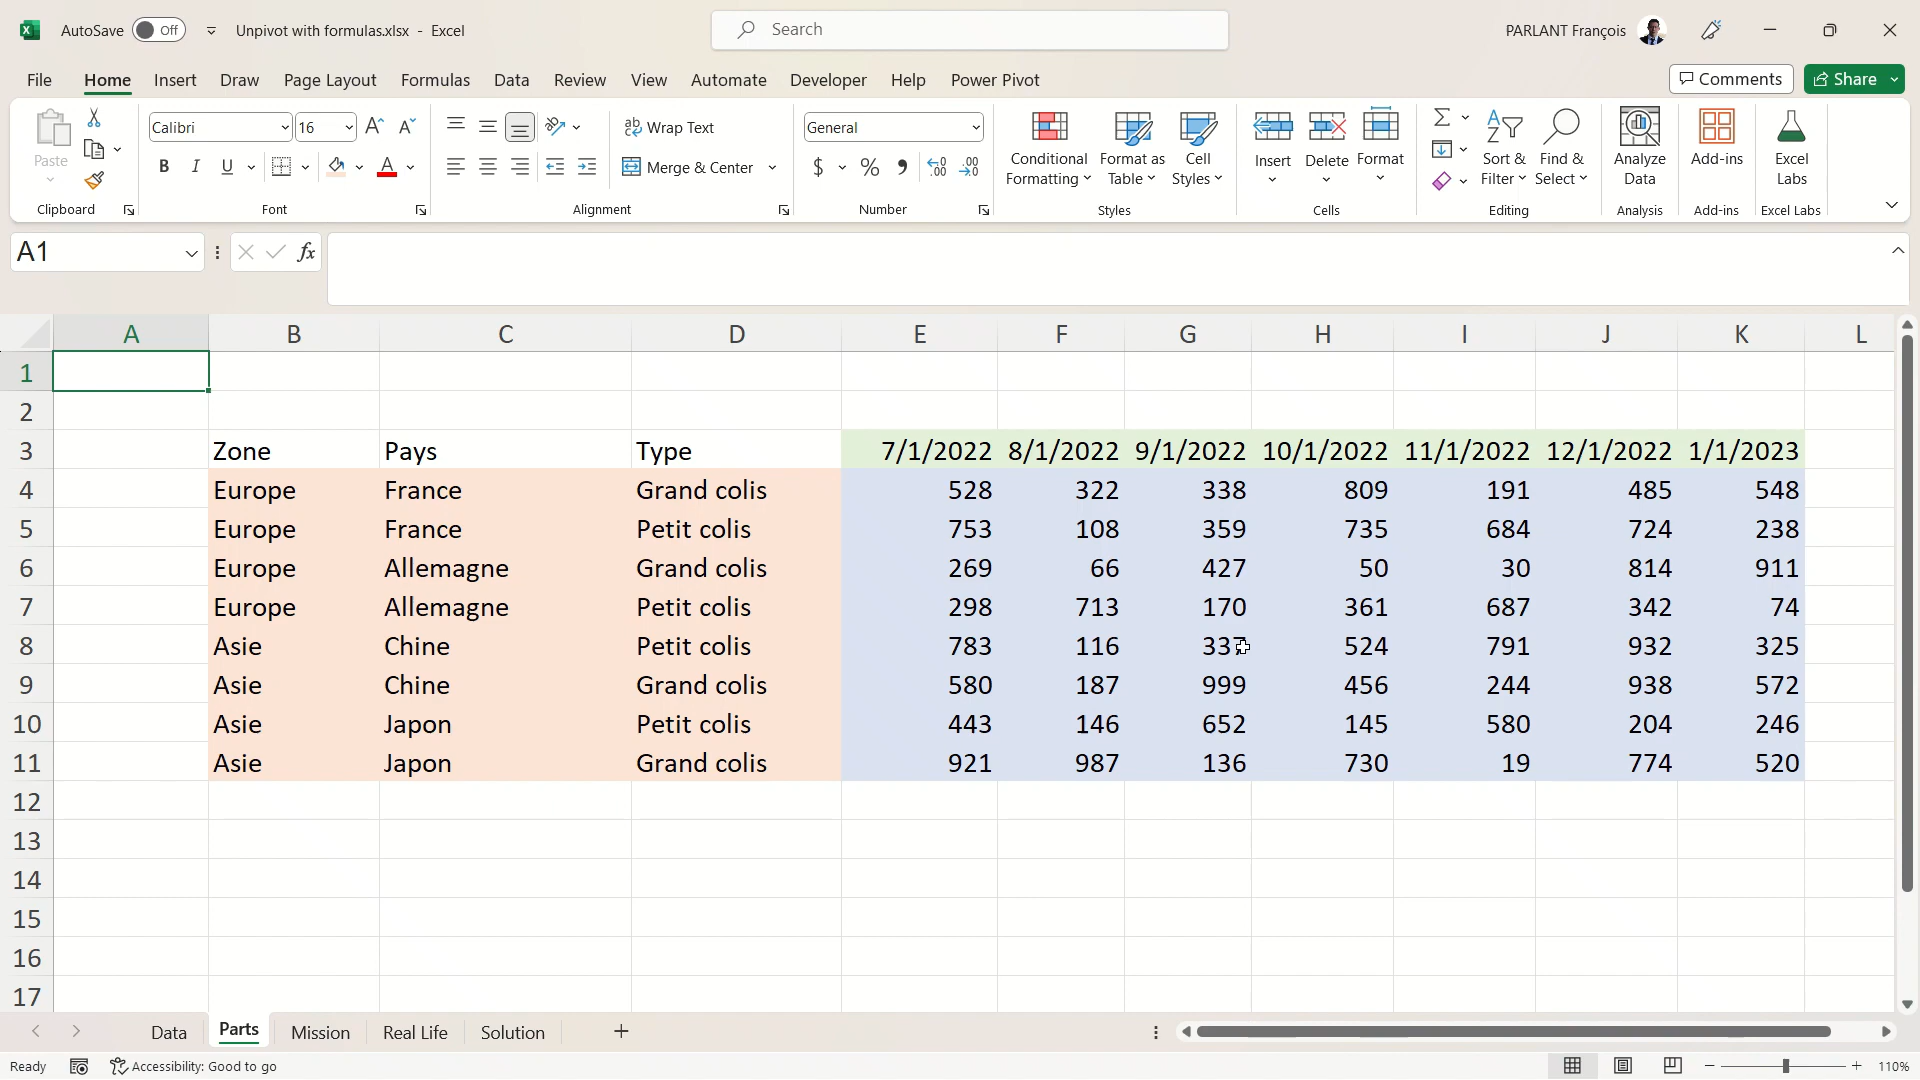 AutoSave Off Unpivot with formulas.xlsx - Excel Search PARLANT François
File Home Insert Draw Page Layout Formulas Data Review View Automate Developer Help Power Pivot Comments Share
Paste Calibri 16 Wrap Text General Conditional Formatting Format as Table Cell Styles Insert Delete Format Sort & Filter Find & Select Analyze Data Add-ins Excel Labs
B I U A Merge & Center $ %
Clipboard Font Alignment Number Styles Cells Editing Analysis Add-ins Excel Labs
A1 fx
A B C D E F G H I J K L
1
2
3 Zone Pays Type 7/1/2022 8/1/2022 9/1/2022 10/1/2022 11/1/2022 12/1/2022 1/1/2023
4 Europe France Grand colis 528 322 338 809 191 485 548
5 Europe France Petit colis 753 108 359 735 684 724 238
6 Europe Allemagne Grand colis 269 66 427 50 30 814 911
7 Europe Allemagne Petit colis 298 713 170 361 687 342 74
8 Asie Chine Petit colis 783 116 337 524 791 932 325
9 Asie Chine Grand colis 580 187 999 456 244 938 572
10 Asie Japon Petit colis 443 146 652 145 580 204 246
11 Asie Japon Grand colis 921 987 136 730 19 774 520
12
13
14
15
16
17
Data Parts Mission Real Life Solution
Ready Accessibility: Good to go 110%